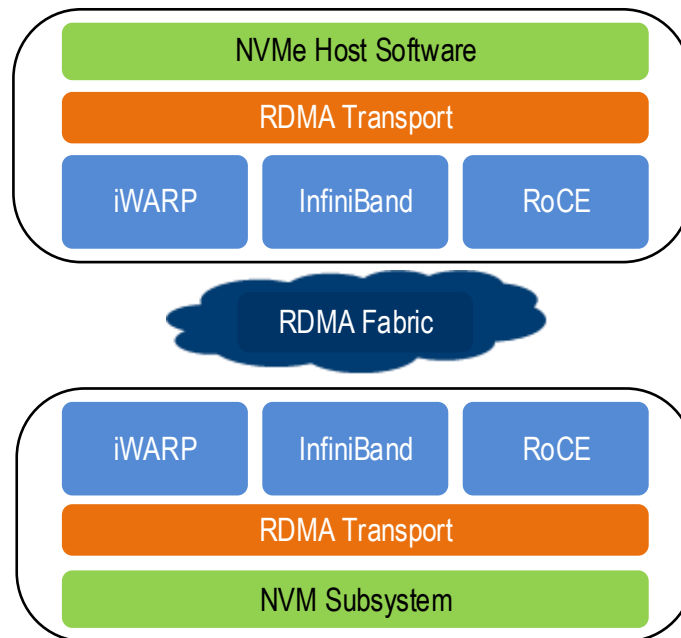 NVMe Host Software
RDMA Transport
iWARP InfiniBand RoCE
RDMA Fabric
iWARP InfiniBand RoCE
RDMA Transport
NVM Subsystem